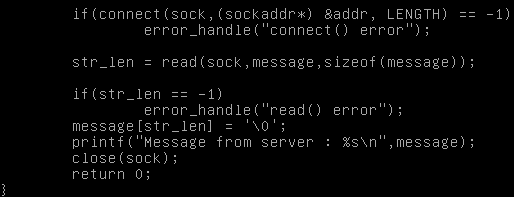 if(connect(sock,(sockaddr*) &addr, LENGTH) == -1)
error_handle("connect() error");
str_len = read(sock,message,sizeof(message));
if(str_len == -1)
error_handle("read() error");
message[str_len] = '\0';
printf("Message from server : %s\n",message);
close(sock);
return 0;
}